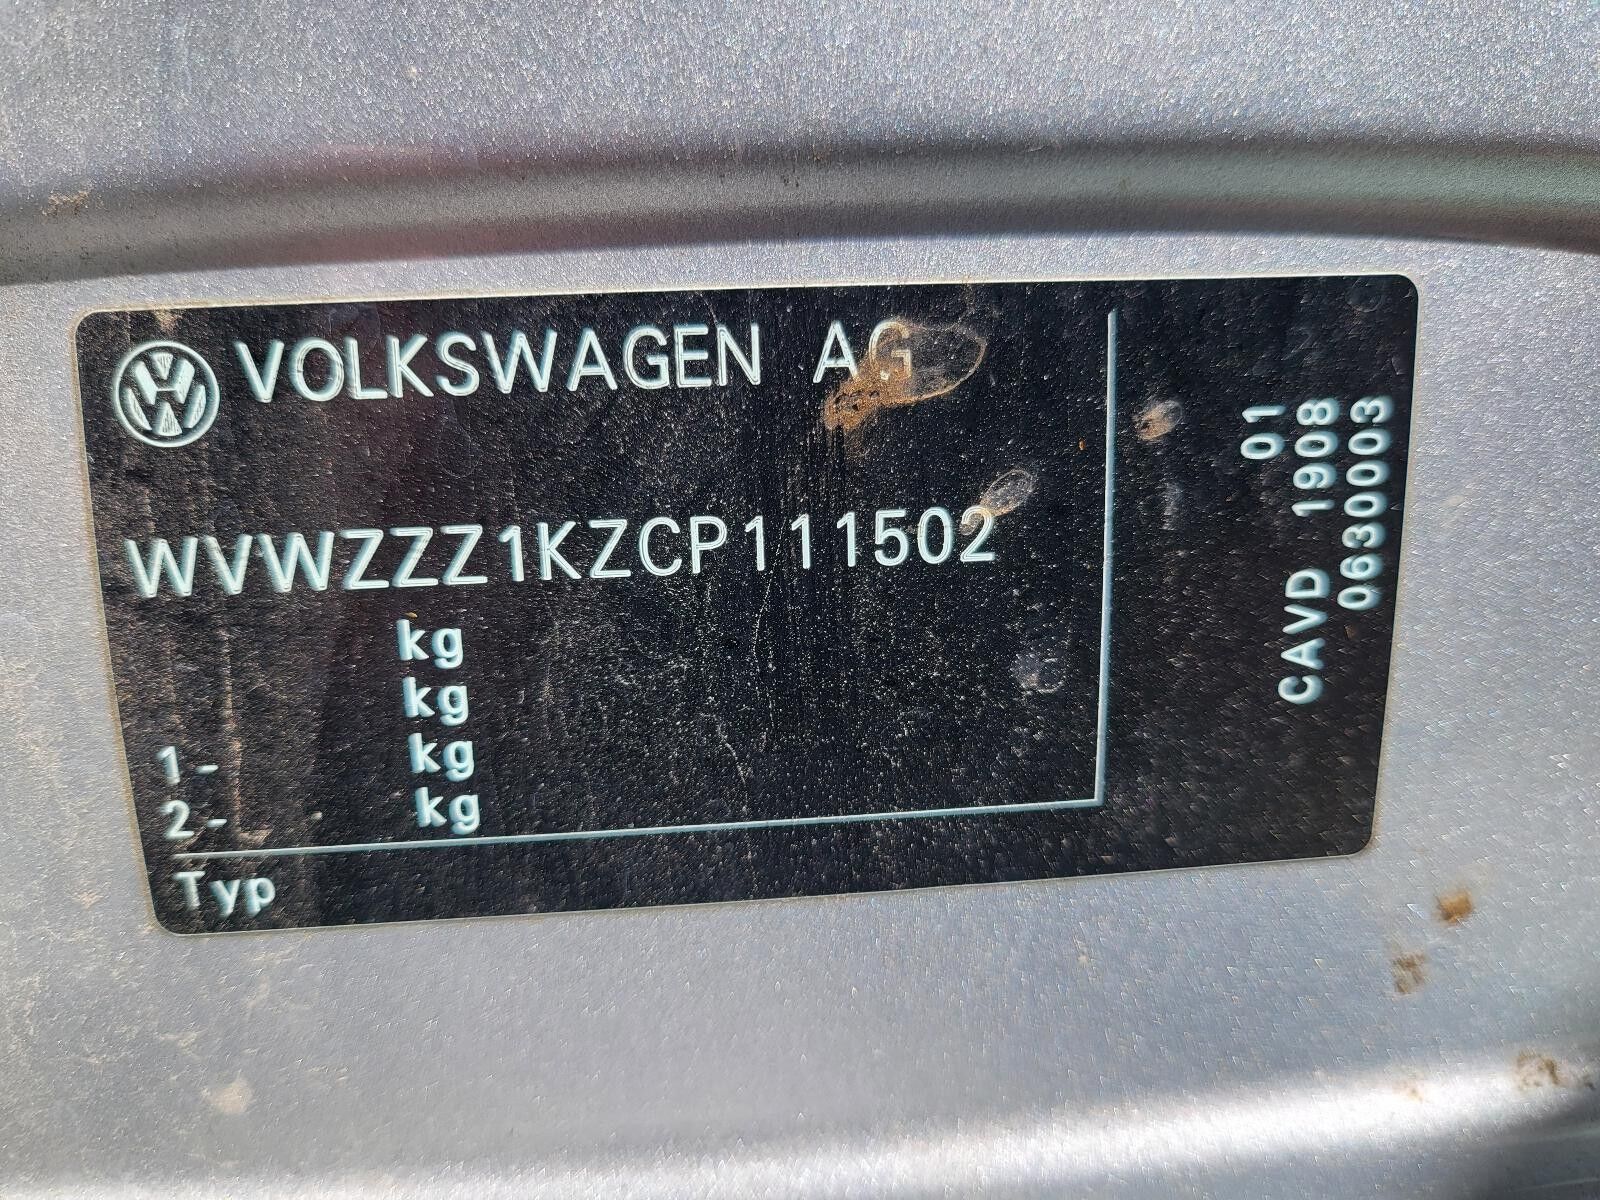 VOLKSWAGEN AG
WVWZZZ1KZCP111502
kg
kg
1- kg
2- kg
Typ
01
CAVD 1908
0630003